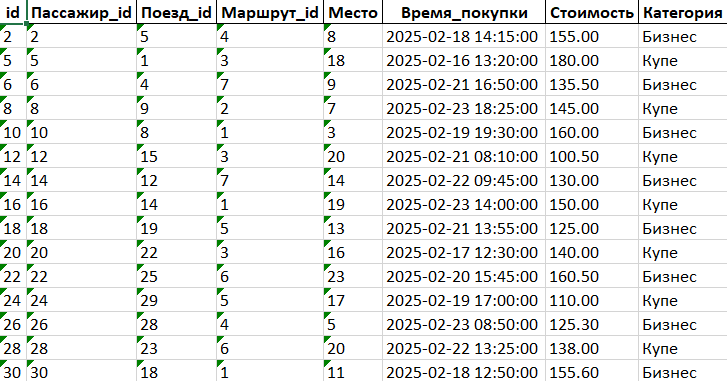 id Пассажир_id Поезд_id Маршрут_id Место Время_покупки Стоимость Категория
2 2 5 4 8 2025-02-18 14:15:00 155.00 Бизнес
5 5 1 3 18 2025-02-16 13:20:00 180.00 Купе
6 6 4 7 9 2025-02-21 16:50:00 135.50 Бизнес
8 8 9 2 7 2025-02-23 18:25:00 145.00 Купе
10 10 8 1 3 2025-02-19 19:30:00 160.00 Бизнес
12 12 15 3 20 2025-02-21 08:10:00 100.50 Купе
14 14 12 7 14 2025-02-22 09:45:00 130.00 Бизнес
16 16 14 1 19 2025-02-23 14:00:00 150.00 Купе
18 18 19 5 13 2025-02-21 13:55:00 125.00 Бизнес
20 20 22 3 16 2025-02-17 12:30:00 140.00 Купе
22 22 25 6 23 2025-02-20 15:45:00 160.50 Бизнес
24 24 29 5 17 2025-02-19 17:00:00 110.00 Купе
26 26 28 4 5 2025-02-23 08:50:00 125.30 Бизнес
28 28 23 6 20 2025-02-22 13:25:00 138.00 Купе
30 30 18 1 11 2025-02-18 12:50:00 155.60 Бизнес